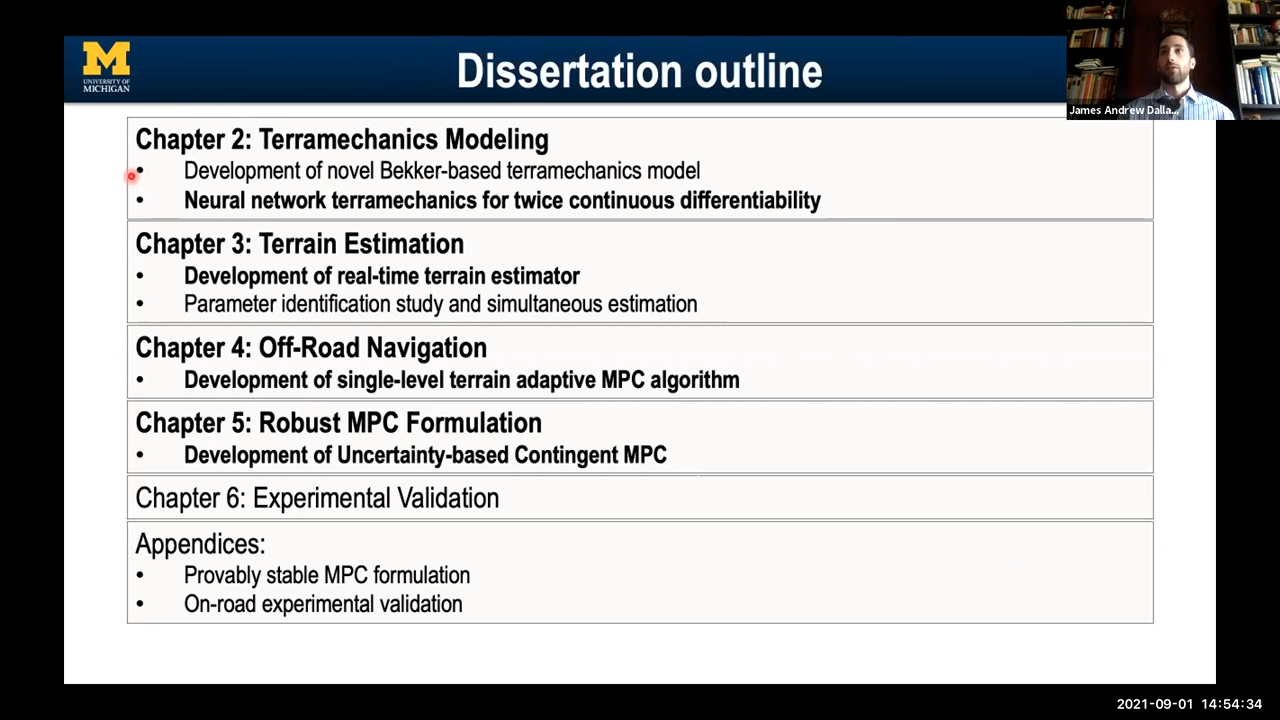 M
UNIVERSITY OF
MICHIGAN
Dissertation outline
James Andrew Dalla...
Chapter 2: Terramechanics Modeling
• Development of novel Bekker-based terramechanics model
• Neural network terramechanics for twice continuous differentiability
Chapter 3: Terrain Estimation
• Development of real-time terrain estimator
• Parameter identification study and simultaneous estimation
Chapter 4: Off-Road Navigation
• Development of single-level terrain adaptive MPC algorithm
Chapter 5: Robust MPC Formulation
• Development of Uncertainty-based Contingent MPC
Chapter 6: Experimental Validation
Appendices:
• Provably stable MPC formulation
• On-road experimental validation
2021-09-01 14:54:34